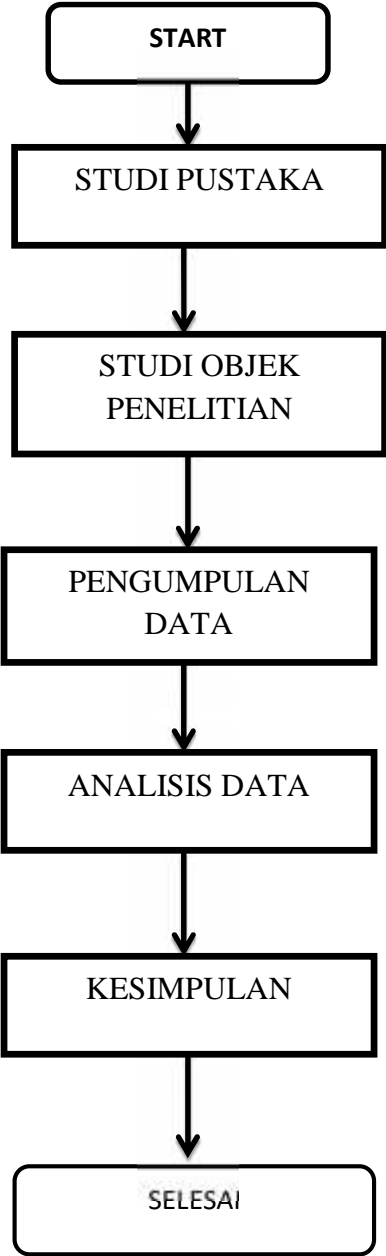 START
STUDI PUSTAKA
STUDI OBJEK
PENELITIAN
PENGUMPULAN
DATA
ANALISIS DATA
KESIMPULAN
SELESAI